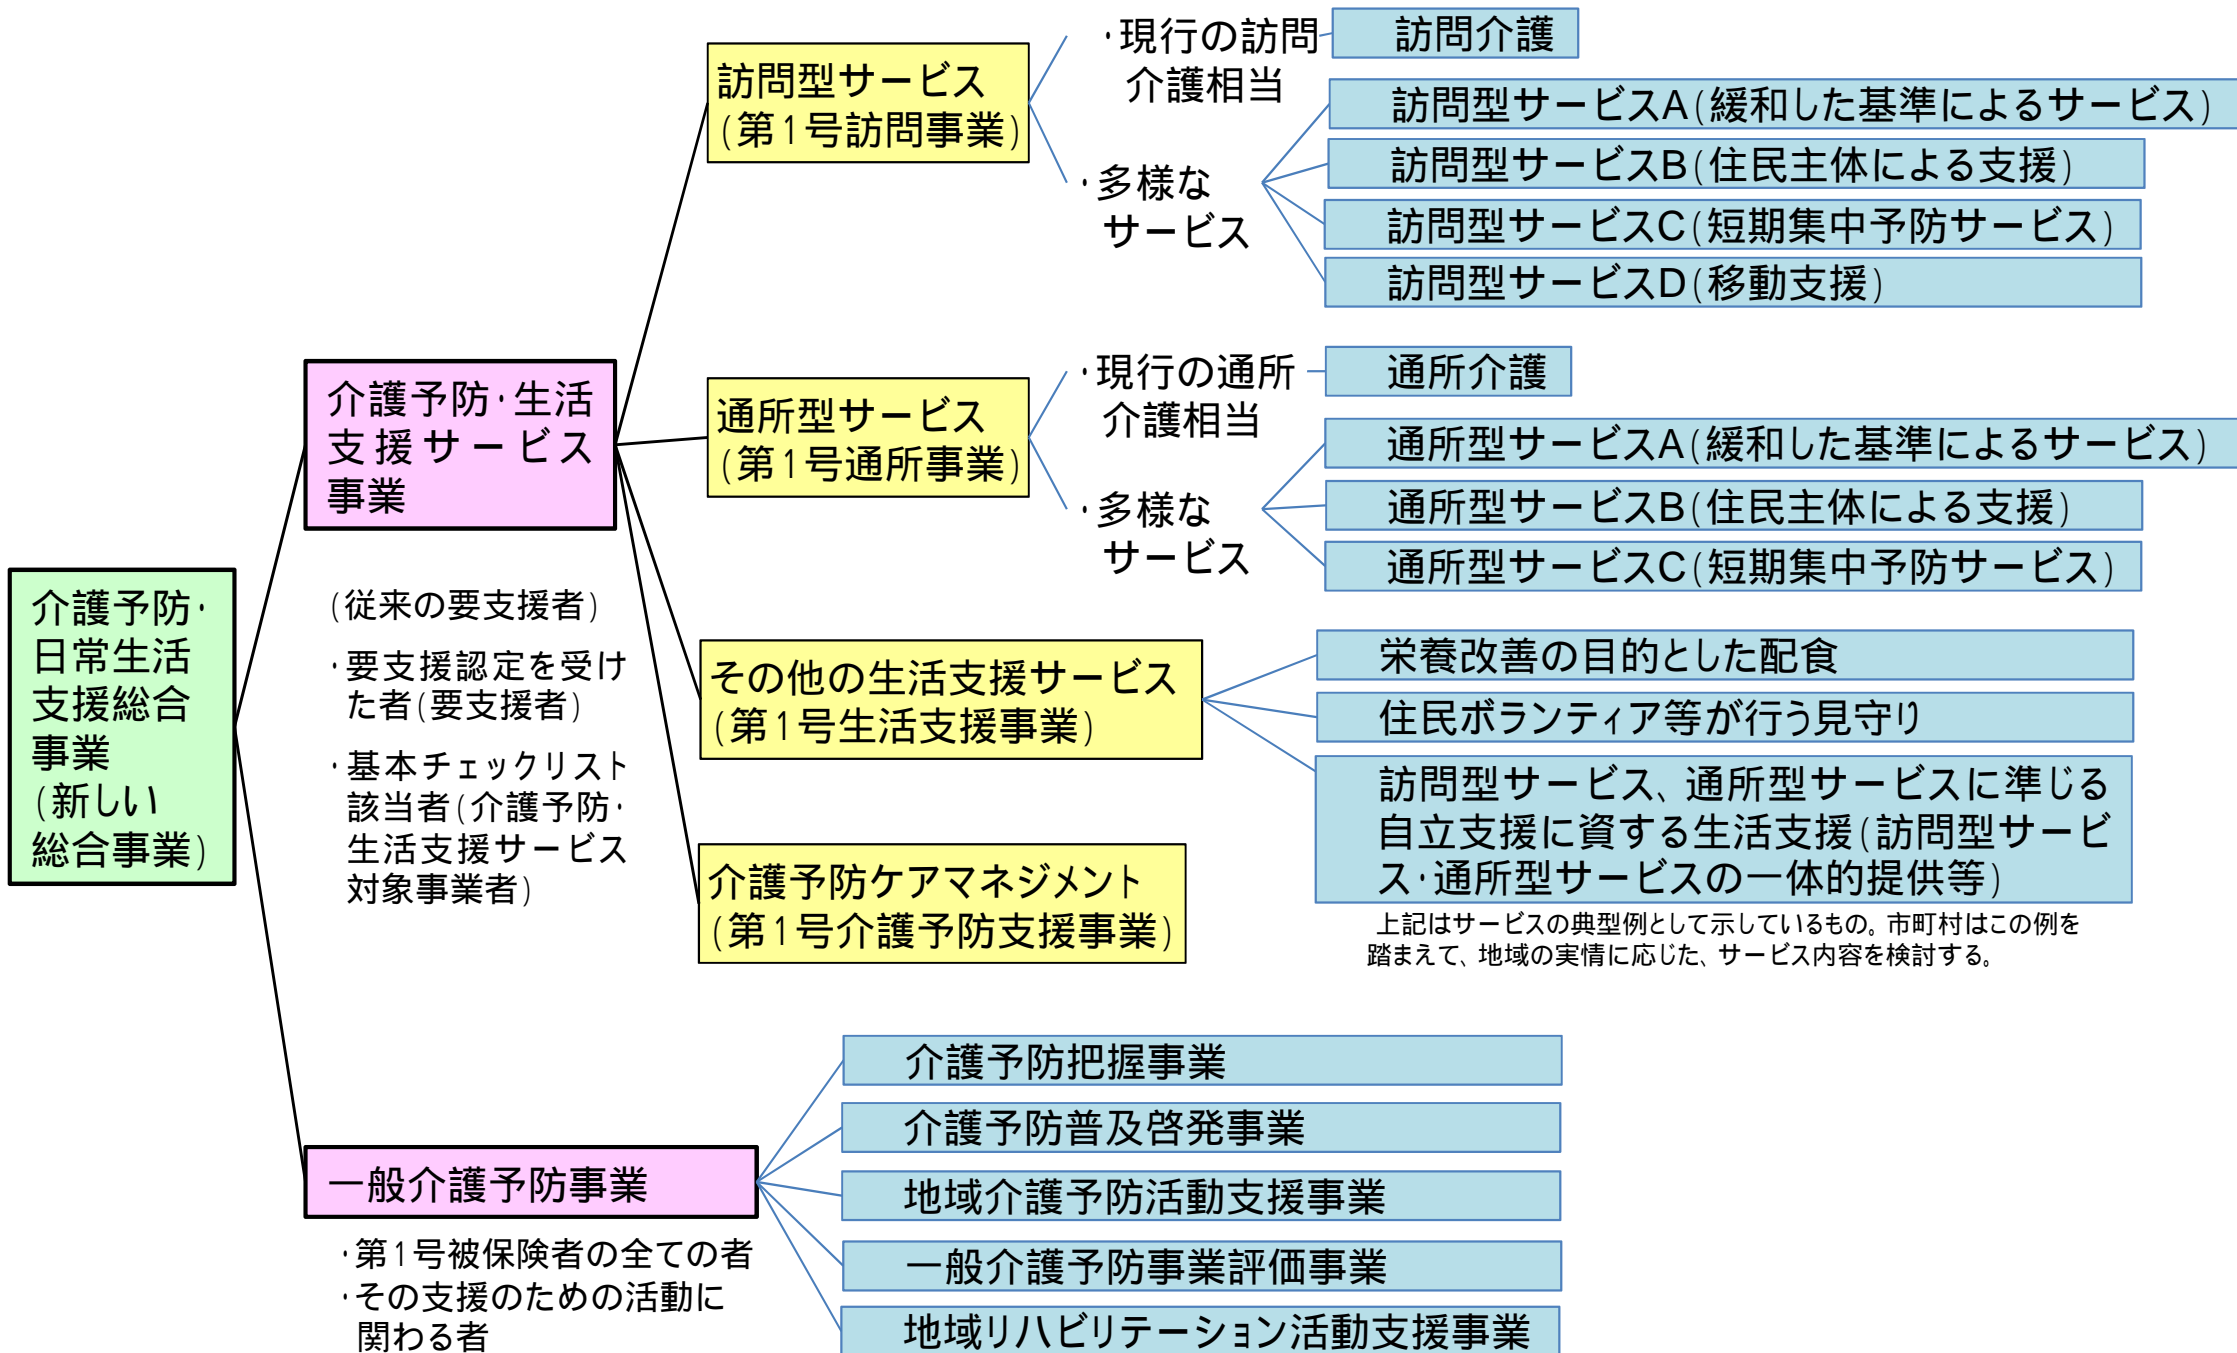 介護予防・
日常生活
支援総合
事業
(新しい
総合事業)
介護予防・生活
支援サービス
事業
(従来の要支援者)
・要支援認定を受け
た者(要支援者)
・基本チェックリスト
該当者(介護予防・
生活支援サービス
対象事業者)
訪問型サービス
(第1号訪問事業)
・現行の訪問
介護相当
訪問介護
・多様な
サービス
訪問型サービスA(緩和した基準によるサービス)
訪問型サービスB(住民主体による支援)
訪問型サービスC(短期集中予防サービス)
訪問型サービスD(移動支援)
通所型サービス
(第1号通所事業)
・現行の通所
介護相当
通所介護
・多様な
サービス
通所型サービスA(緩和した基準によるサービス)
通所型サービスB(住民主体による支援)
通所型サービスC(短期集中予防サービス)
その他の生活支援サービス
(第1号生活支援事業)
栄養改善の目的とした配食
住民ボランティア等が行う見守り
訪問型サービス、通所型サービスに準じる
自立支援に資する生活支援(訪問型サービ
ス・通所型サービスの一体的提供等)
介護予防ケアマネジメント
(第1号介護予防支援事業)
上記はサービスの典型例として示しているもの。市町村はこの例を
踏まえて、地域の実情に応じた、サービス内容を検討する。
一般介護予防事業
・第1号被保険者の全ての者
・その支援のための活動に
関わる者
介護予防把握事業
介護予防普及啓発事業
地域介護予防活動支援事業
一般介護予防事業評価事業
地域リハビリテーション活動支援事業